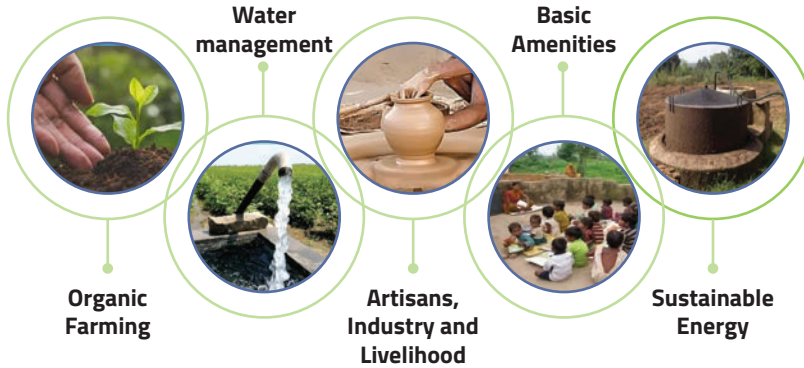 Water
management
Basic
Amenities
Organic
Farming
Artisans,
Industry and
Livelihood
Sustainable
Energy